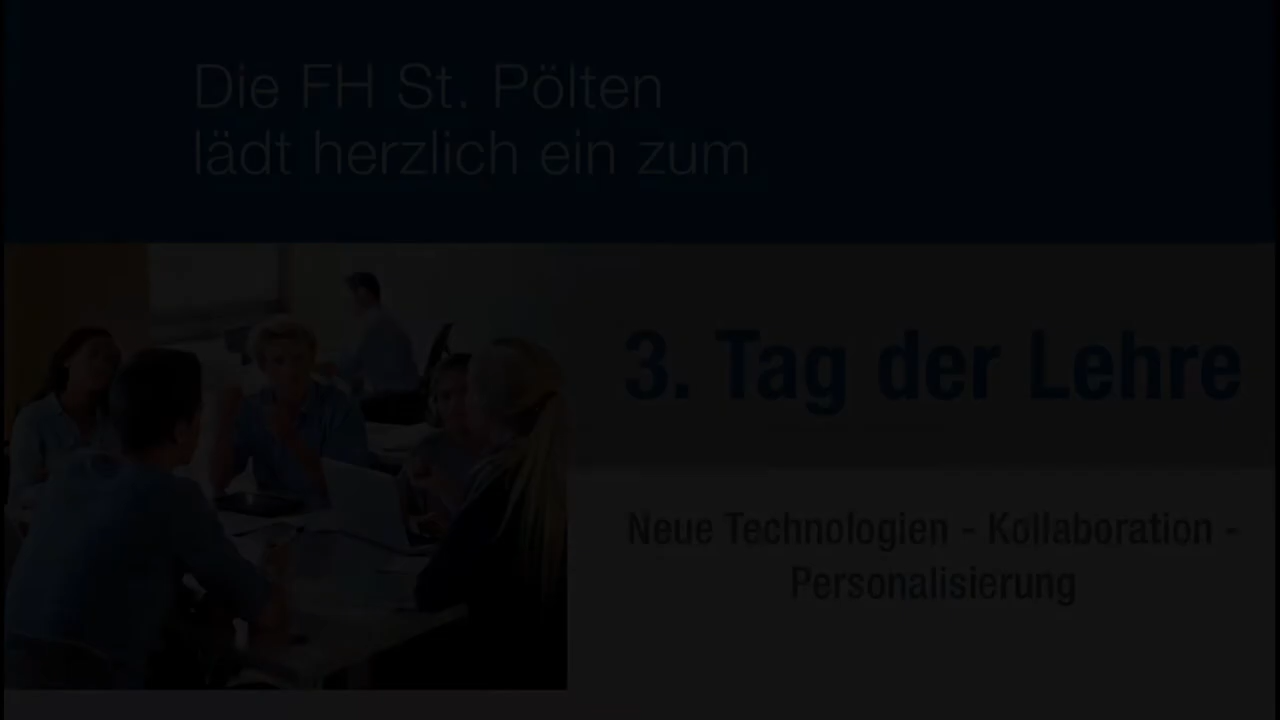 Die FH St. Pölten
lädt herzlich ein zum
3. Tag der Lehre
Neue Technologien - Kollaboration -
Personalisierung